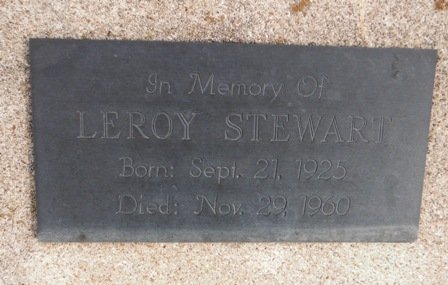 In Memory Of
LEROY STEWART
Born: Sept. 21, 1925
Died: Nov. 29, 1960